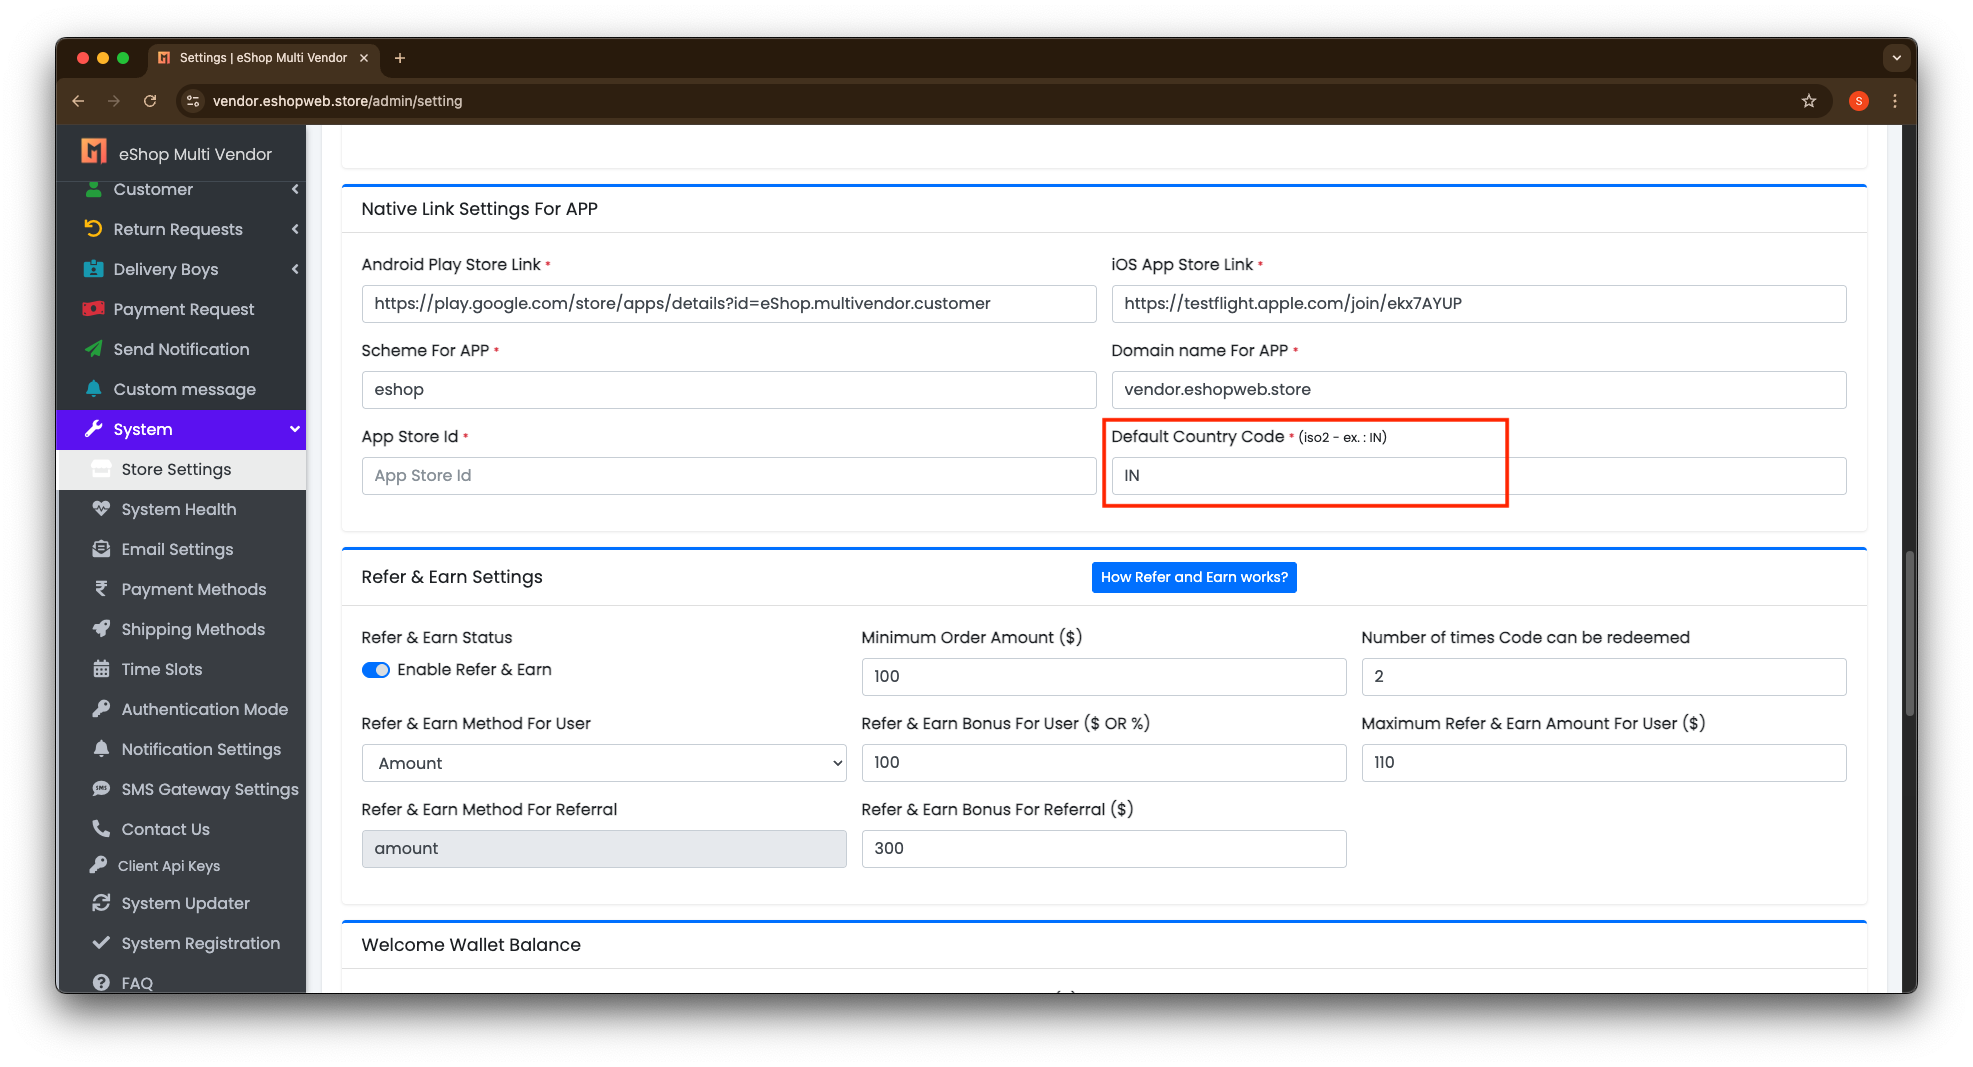 Settings | eShop Multi Vendor
vendor.eshopweb.store/admin/setting
S
eShop Multi Vendor
Customer
Return Requests
Delivery Boys
Payment Request
Send Notification
Custom message
System
Store Settings
System Health
Email Settings
Payment Methods
Shipping Methods
Time Slots
Authentication Mode
Notification Settings
SMS Gateway Settings
Contact Us
Client Api Keys
System Updater
System Registration
FAQ
Native Link Settings For APP
Android Play Store Link *
iOS App Store Link *
https://play.google.com/store/apps/details?id=eShop.multivendor.customer
https://testflight.apple.com/join/ekx7AYUP
Scheme For APP *
Domain name For APP *
eshop
vendor.eshopweb.store
App Store Id *
Default Country Code * (iso2 - ex. : IN)
App Store Id
IN
Refer & Earn Settings
How Refer and Earn works?
Refer & Earn Status
Minimum Order Amount ($)
Number of times Code can be redeemed
Enable Refer & Earn
100
2
Refer & Earn Method For User
Refer & Earn Bonus For User ($ OR %)
Maximum Refer & Earn Amount For User ($)
Amount
100
110
Refer & Earn Method For Referral
Refer & Earn Bonus For Referral ($)
amount
300
Welcome Wallet Balance